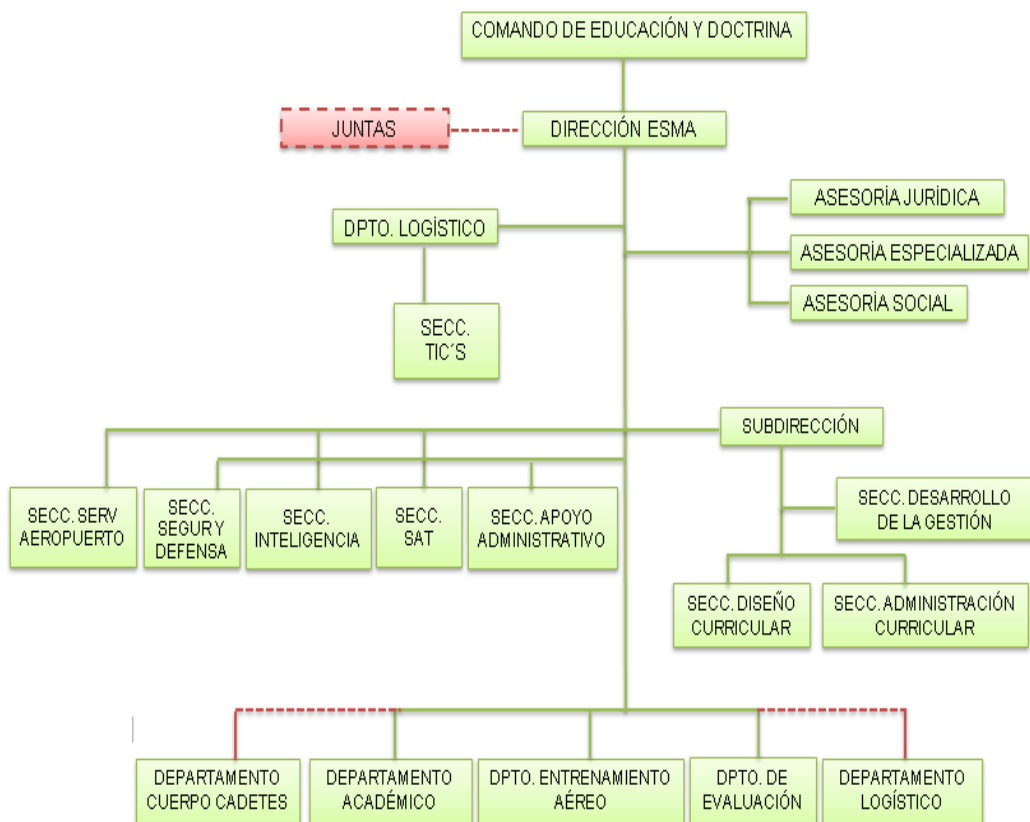 COMANDO DE EDUCACIÓN Y DOCTRINA
JUNTAS
DIRECCIÓN ESMA
ASESORÍA JURÍDICA
DPTO. LOGÍSTICO
ASESORÍA ESPECIALIZADA
ASESORÍA SOCIAL
SECC.
TIC´S
SUBDIRECCIÓN
SECC. SERV
AEROPUERTO
SECC.
SEGUR Y
DEFENSA
SECC.
INTELIGENCIA
SECC.
SAT
SECC. APOYO
ADMINISTRATIVO
SECC. DESARROLLO
DE LA GESTIÓN
SECC. DISEÑO
CURRICULAR
SECC. ADMINISTRACIÓN
CURRICULAR
DEPARTAMENTO
CUERPO CADETES
DEPARTAMENTO
ACADÉMICO
DPTO. ENTRENAMIENTO
AÉREO
DPTO. DE
EVALUACIÓN
DEPARTAMENTO
LOGÍSTICO